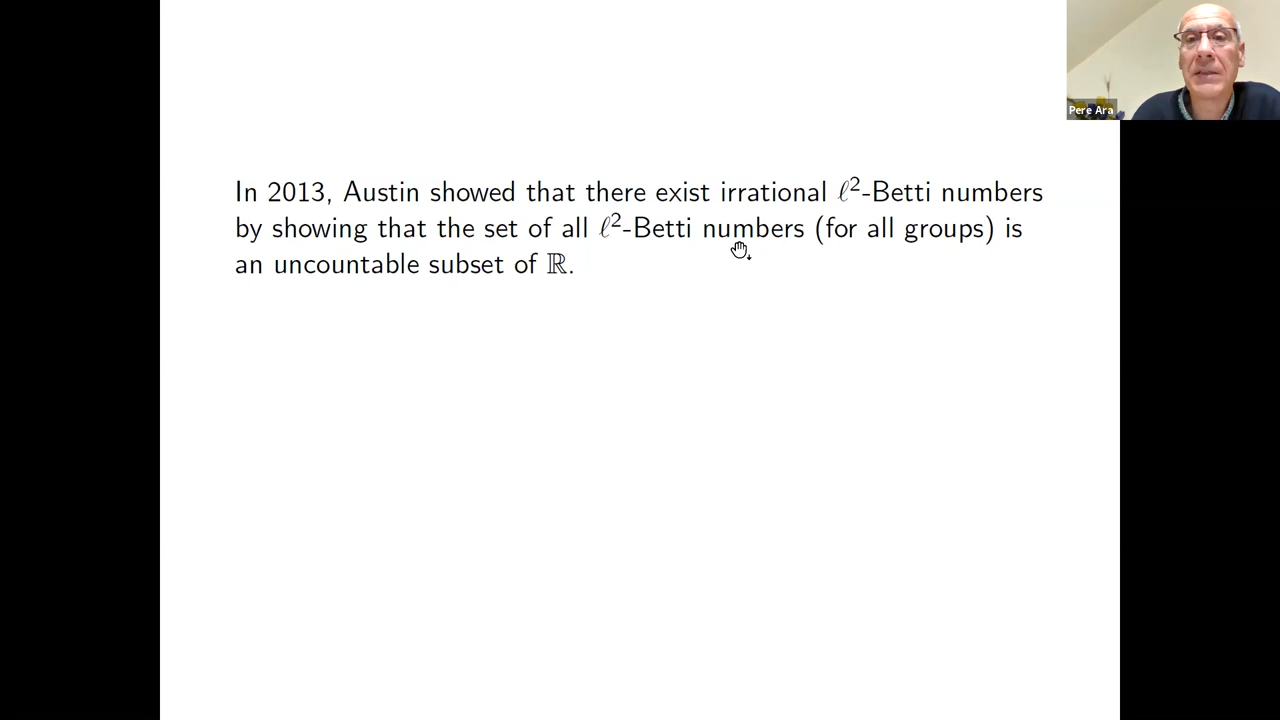 Pere Ara
In 2013, Austin showed that there exist irrational ℓ²-Betti numbers
by showing that the set of all ℓ²-Betti numbers (for all groups) is
an uncountable subset of ℝ.